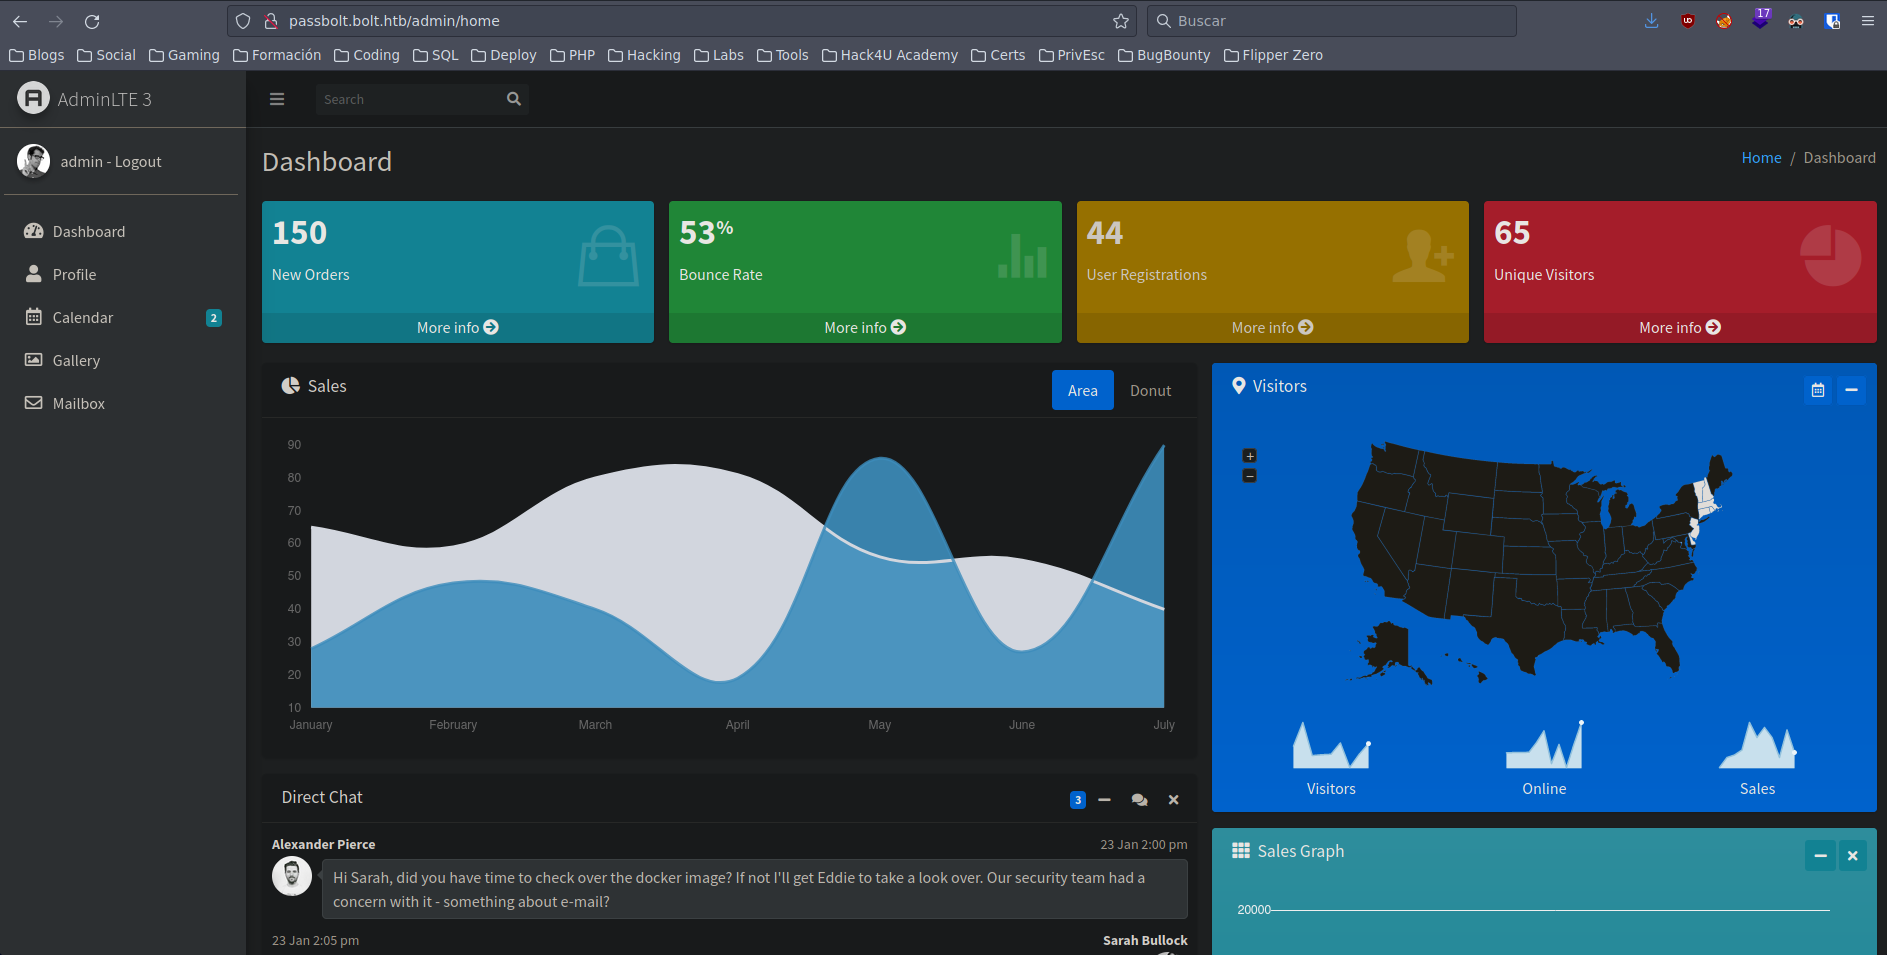 passbolt.bolt.htb/admin/home
Buscar
17
Blogs Social Gaming Formación Coding SQL Deploy PHP Hacking Labs Tools Hack4U Academy Certs PrivEsc BugBounty Flipper Zero
AdminLTE 3
Search
admin - Logout
Dashboard
Profile
Calendar 2
Gallery
Mailbox
Dashboard
Home / Dashboard
150
New Orders
More info
53%
Bounce Rate
More info
44
User Registrations
More info
65
Unique Visitors
More info
Sales
Area Donut
90
80
70
60
50
40
30
20
10
January February March April May June July
Direct Chat 3
Alexander Pierce 23 Jan 2:00 pm
Hi Sarah, did you have time to check over the docker image? If not I'll get Eddie to take a look over. Our security team had a
concern with it - something about e-mail?
23 Jan 2:05 pm Sarah Bullock
Visitors
+
−
Visitors Online Sales
Sales Graph
20000